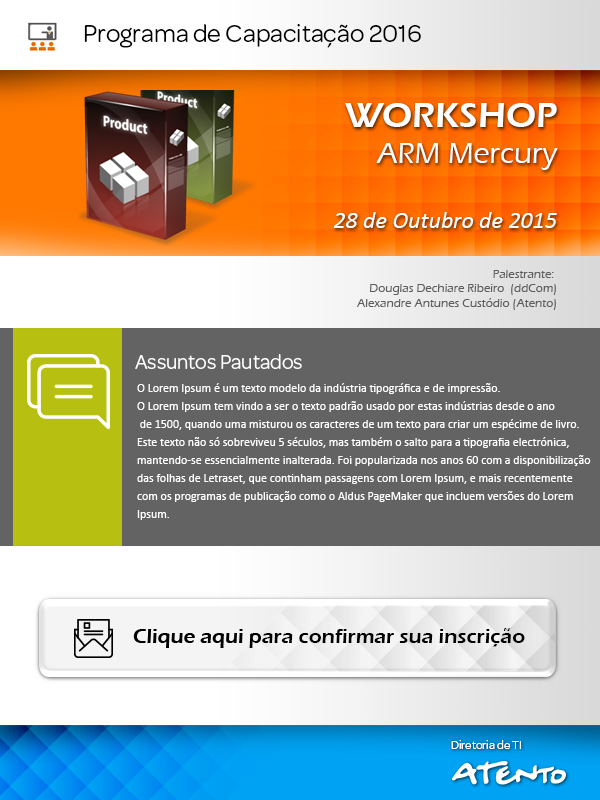 Programa de Capacitação 2016
Product
Product
WORKSHOP
ARM Mercury
28 de Outubro de 2015
Palestrante:
Douglas Dechiare Ribeiro (ddCom)
Alexandre Antunes Custódio (Atento)
Assuntos Pautados
O Lorem Ipsum é um texto modelo da indústria tipográfica e de impressão.
O Lorem Ipsum tem vindo a ser o texto padrão usado por estas indústrias desde o ano
de 1500, quando uma misturou os caracteres de um texto para criar um espécime de livro.
Este texto não só sobreviveu 5 séculos, mas também o salto para a tipografia electrónica,
mantendo-se essencialmente inalterada. Foi popularizada nos anos 60 com a disponibilização
das folhas de Letraset, que continham passagens com Lorem Ipsum, e mais recentemente
com os programas de publicação como o Aldus PageMaker que incluem versões do Lorem
Ipsum.
Clique aqui para confirmar sua inscrição
Diretoria de TI
ATENTO